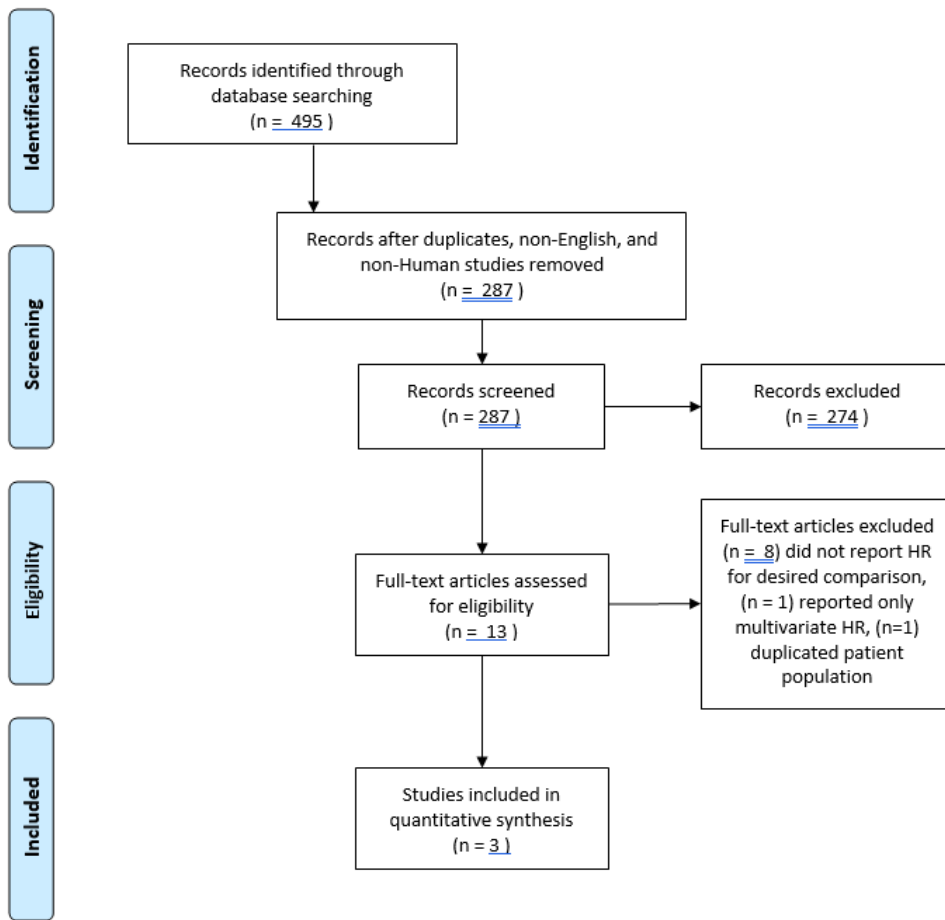 Identification
Records identified through
database searching
(n = 495 )
Records after duplicates, non-English, and
non-Human studies removed
(n = 287 )
Screening
Records screened
(n = 287 )
Records excluded
(n = 274 )
Eligibility
Full-text articles assessed
for eligibility
(n = 13 )
Full-text articles excluded
(n = 8) did not report HR
for desired comparison,
(n = 1) reported only
multivariate HR, (n=1)
duplicated patient
population
Included
Studies included in
quantitative synthesis
(n = 3 )